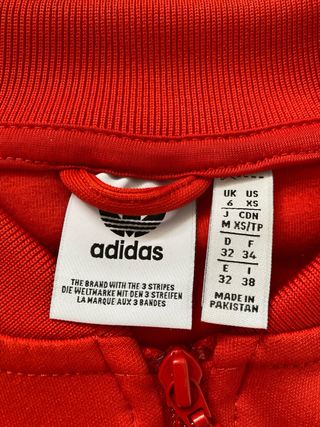 adidas
THE BRAND WITH THE 3 STRIPES
DIE WELTMARKE MIT DEN 3 STREIFEN
LA MARQUE AUX 3 BANDES
UK US
6 XS
J CDN
M XS/TP
D F
32 34
E I
32 38
MADE IN
PAKISTAN